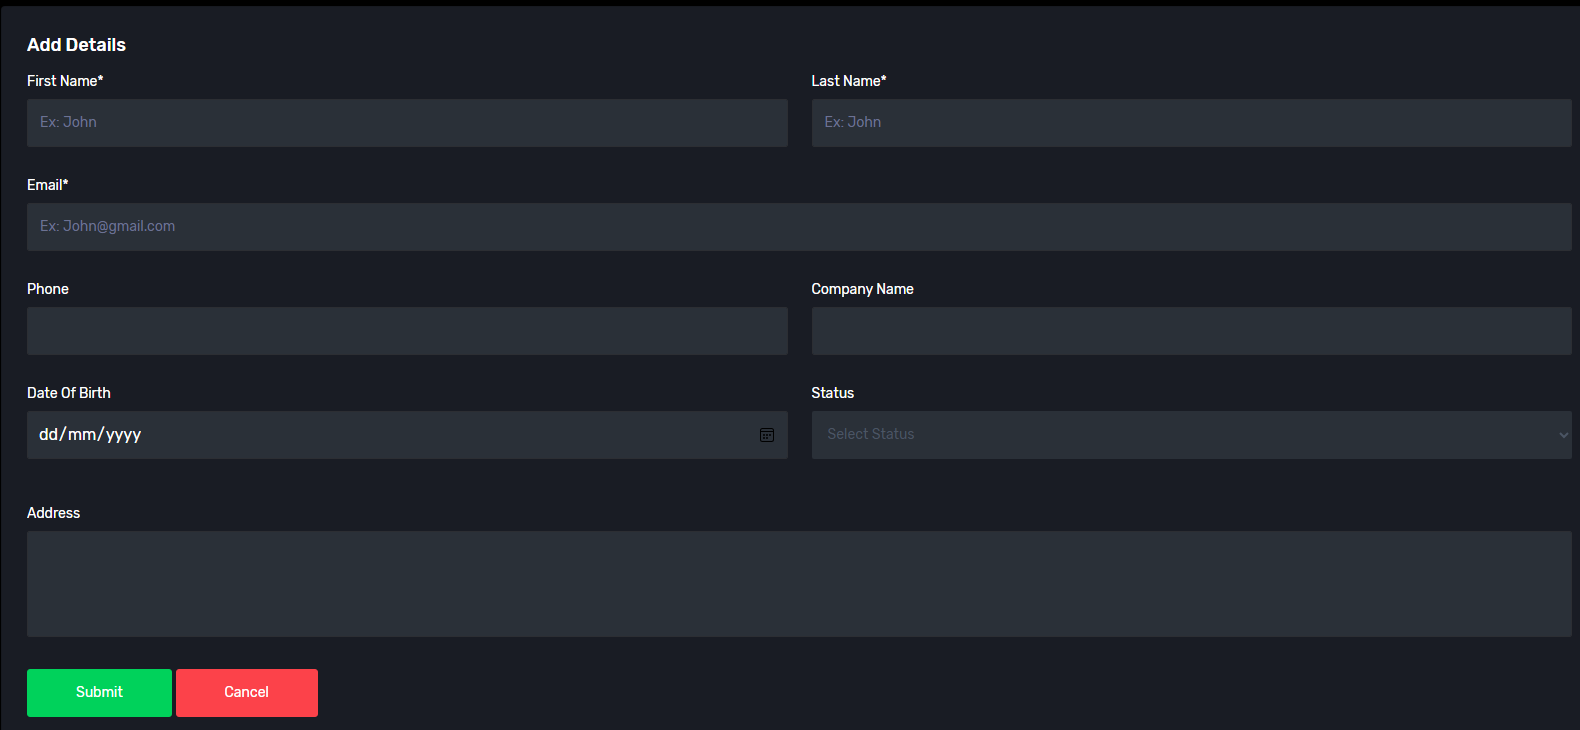 Add Details
First Name* Last Name*
Ex: John Ex: John
Email*
Ex: John@gmail.com
Phone Company Name
Date Of Birth Status
dd/mm/yyyy Select Status
Address
Submit Cancel